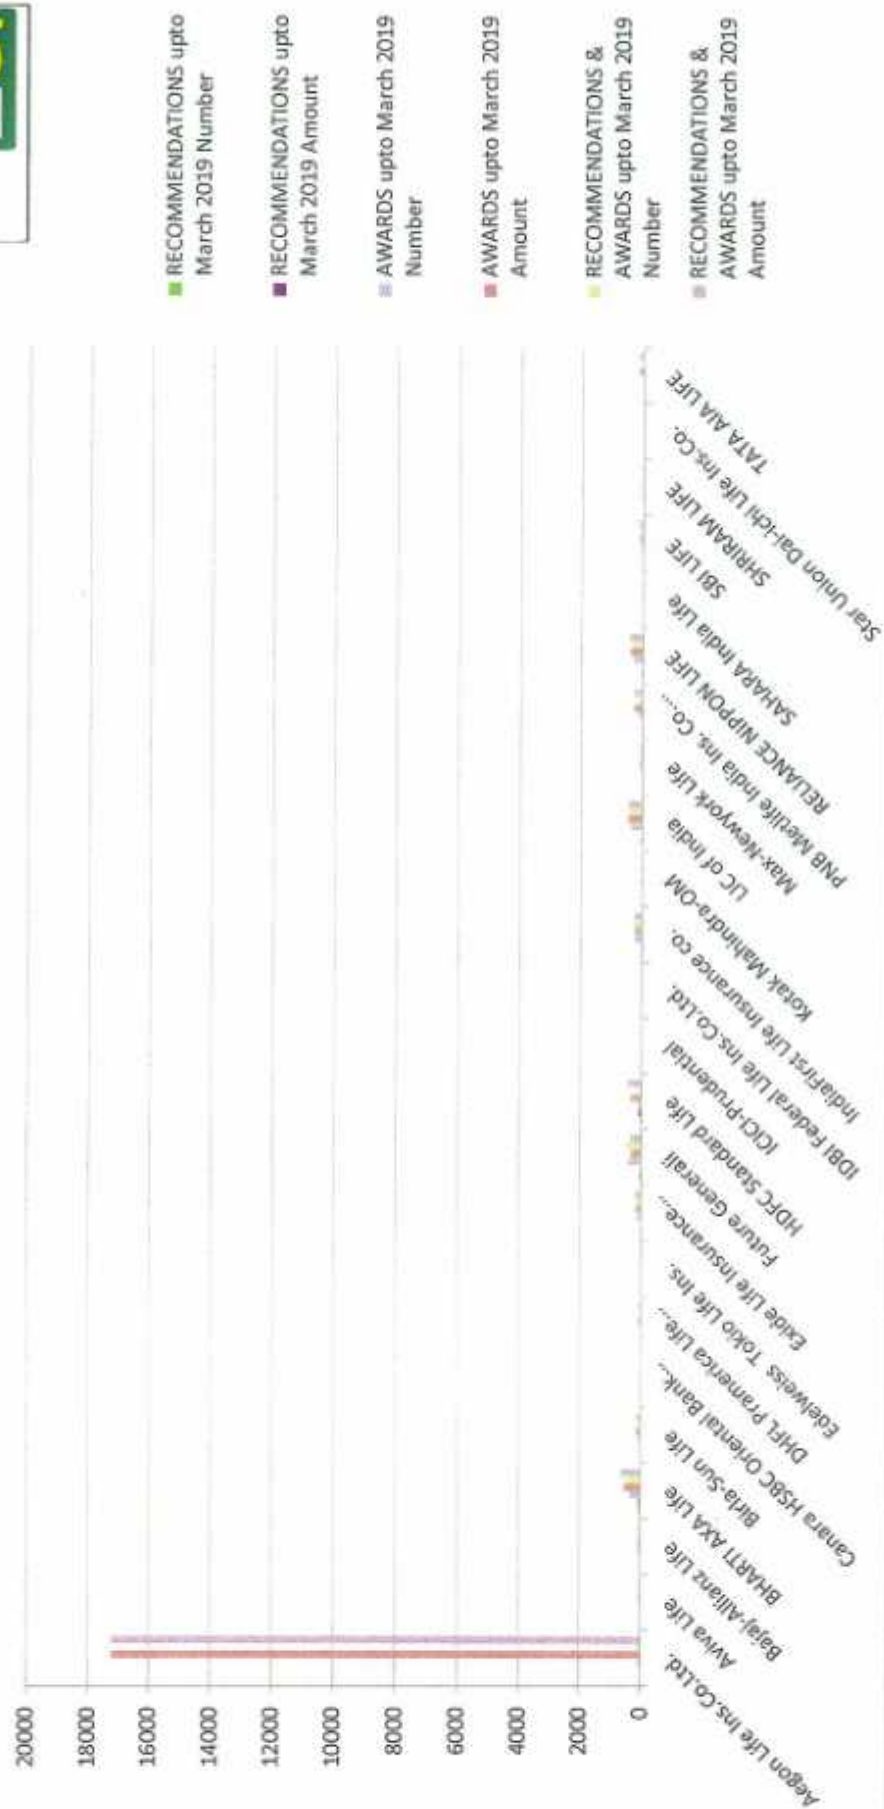 20000
18000
16000
14000
12000
10000
8000
6000
4000
2000
0
Aegon Life Ins.Co.Ltd.
Aviva Life
Bajaj-Allianz Life
BHARTI AXA Life
Birla-Sun Life
Canara HSBC Oriental Bank...
DHFL Pramerica Life...
Edelweiss Tokio Life Ins.
Exide Life Insurance...
Future Generali
HDFC Standard Life
ICICI-Prudential
IDBI Federal Life Ins.Co.Ltd.
IndiaFirst Life Insurance co.
Kotak Mahindra-OM
LIC of India
Max-Newyork Life
PNB Metlife India Ins. Co....
RELIANCE NIPPON LIFE
SAHARA India Life
SBI LIFE
SHRIRAM LIFE
Star Union Dai-ichi Life Ins.Co.
TATA AIA LIFE
RECOMMENDATIONS upto
March 2019 Number
RECOMMENDATIONS upto
March 2019 Amount
AWARDS upto March 2019
Number
AWARDS upto March 2019
Amount
RECOMMENDATIONS &
AWARDS upto March 2019
Number
RECOMMENDATIONS &
AWARDS upto March 2019
Amount